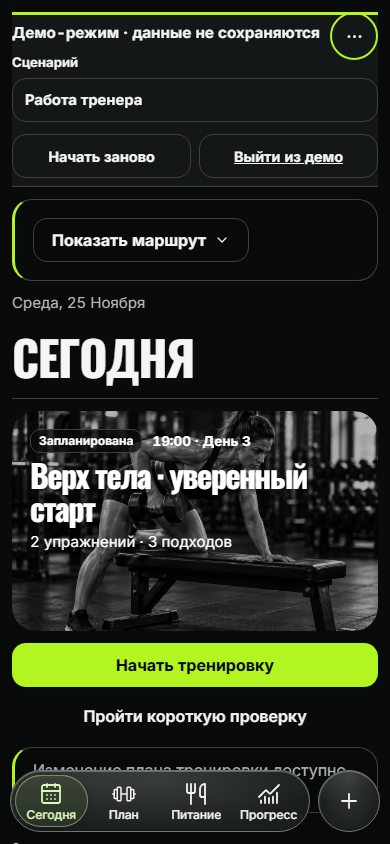 Демо-режим · данные не сохраняются
Сценарий
Работа тренера
Начать заново
Выйти из демо
Показать маршрут
Среда, 25 Ноября
СЕГОДНЯ
Запланирована
19:00 · День 3
Верх тела · уверенный
старт
2 упражнений · 3 подходов
Начать тренировку
Пройти короткую проверку
Изменение плана тренировки доступно
Сегодня
План
Питание
Прогресс